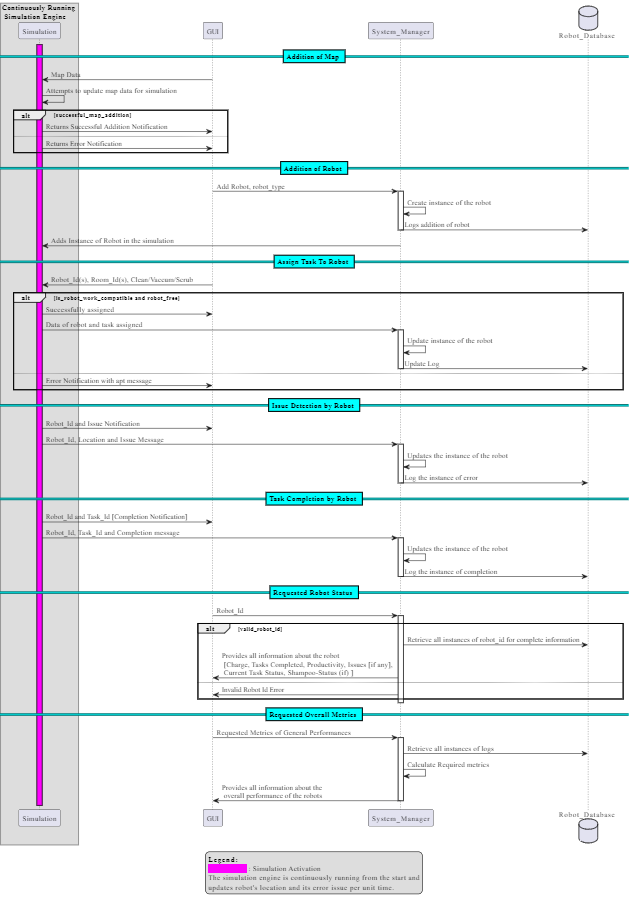 Continuously Running
Simulation Engine
Simulation
GUI
System_Manager
Robot_Database
Addition of Map
Map Data
Attempts to update map data for simulation
alt [successful_map_addition]
Returns Successful Addition Notification
Returns Error Notification
Addition of Robot
Add Robot, robot_type
Create instance of the robot
Logs addition of robot
Adds Instance of Robot in the simulation
Assign Task To Robot
Robot_Id(s), Room_Id(s), Clean/Vaccum/Scrub
alt [is_robot_work_compatible and robot_free]
Successfully assigned
Data of robot and task assigned
Update instance of the robot
Update Log
Error Notification with apt message
Issue Detection by Robot
Robot_Id and Issue Notification
Robot_Id, Location and Issue Message
Updates the instance of the robot
Log the instance of error
Task Completion by Robot
Robot_Id and Task_Id [Completion Notification]
Robot_Id, Task_Id and Completion message
Updates the instance of the robot
Log the instance of completion
Requested Robot Status
Robot_Id
alt [valid_robot_id]
Retrieve all instances of robot_id for complete information
Provides all information about the robot
[Charge, Tasks Completed, Productivity, Issues [if any],
Current Task Status, Shampoo-Status (if) ]
Invalid Robot Id Error
Requested Overall Metrics
Requested Metrics of General Performances
Retrieve all instances of logs
Calculate Required metrics
Provides all information about the
overall performance of the robots
Simulation
GUI
System_Manager
Robot_Database
Legend:
: Simulation Activation
The simulation engine is continuously running from the start and
updates robot's location and its error issue per unit time.